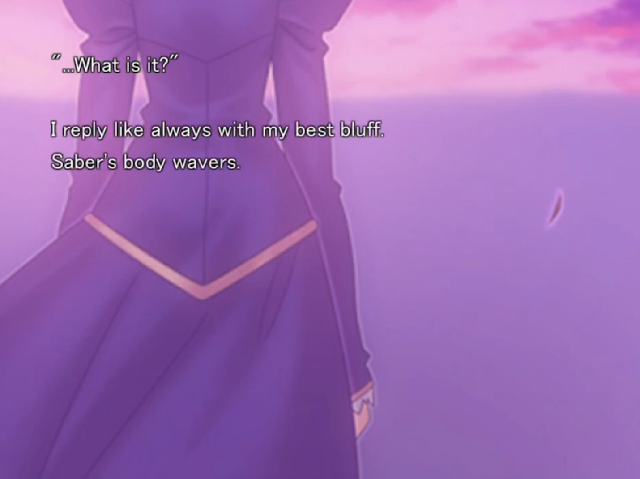 "...What is it?"
I reply like always with my best bluff.
Saber's body wavers.